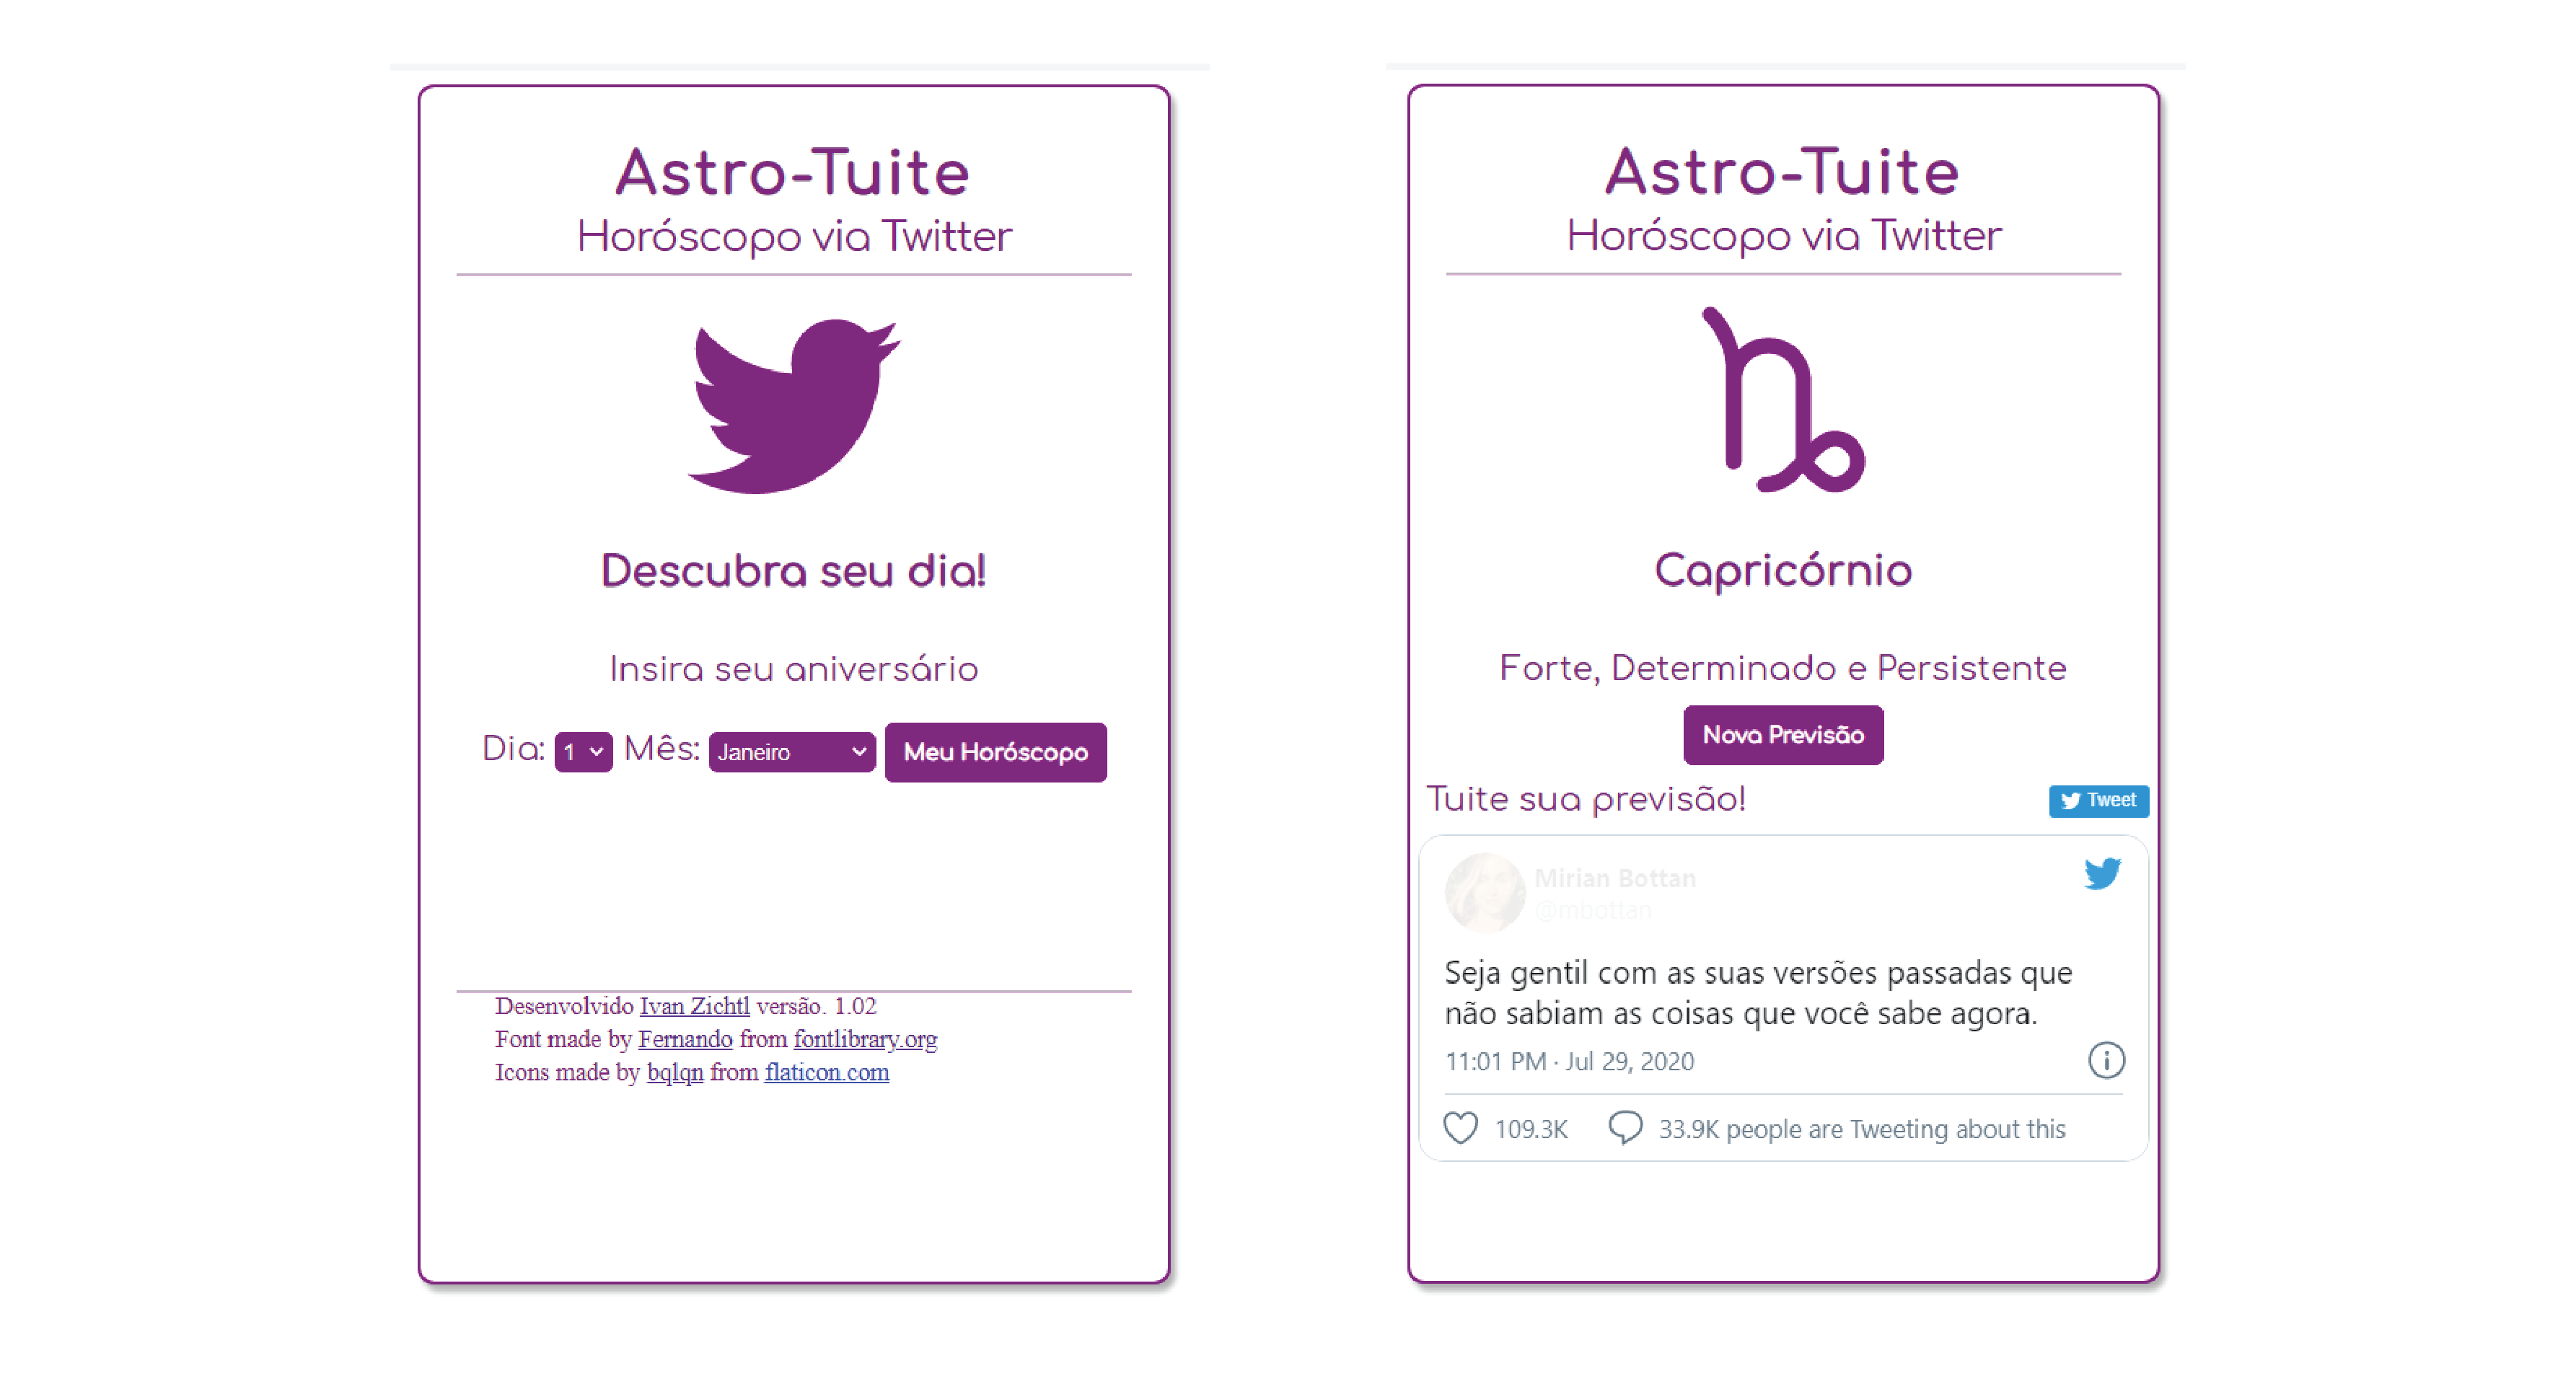 Astro-Tuite
Horóscopo via Twitter
Descubra seu dia!
Insira seu aniversário
Dia: 1 Mês: Janeiro Meu Horóscopo
Desenvolvido Ivan Zichtl versão. 1.02
Font made by Fernando from fontlibrary.org
Icons made by bqlqn from flaticon.com
Astro-Tuite
Horóscopo via Twitter
Capricórnio
Forte, Determinado e Persistente
Nova Previsão
Tuite sua previsão! Tweet
Mirian Bottan
@mbottan
Seja gentil com as suas versões passadas que
não sabiam as coisas que você sabe agora.
11:01 PM · Jul 29, 2020
109.3K 33.9K people are Tweeting about this